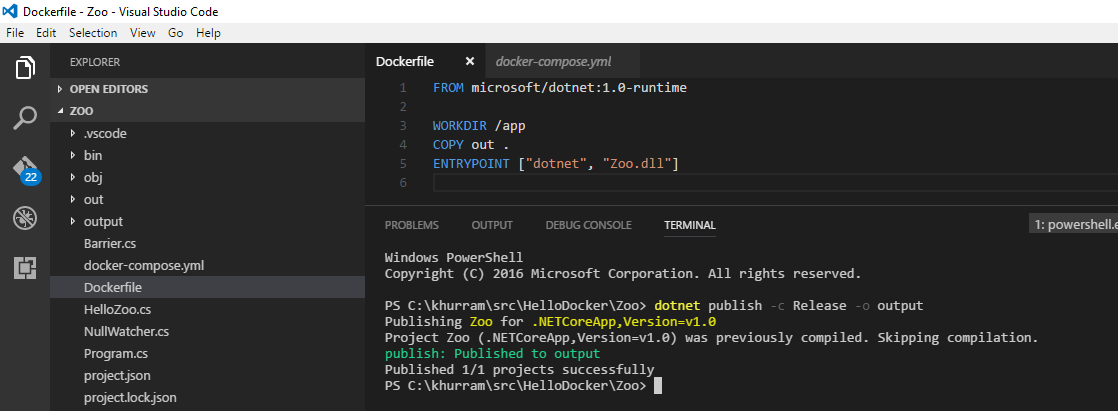 Dockerfile - Zoo - Visual Studio Code
File Edit Selection View Go Help
EXPLORER
OPEN EDITORS
ZOO
.vscode
bin
obj
out
output
Barrier.cs
docker-compose.yml
Dockerfile
HelloZoo.cs
NullWatcher.cs
Program.cs
project.json
project.lock.json
22
Dockerfile docker-compose.yml
1 FROM microsoft/dotnet:1.0-runtime
2
3 WORKDIR /app
4 COPY out .
5 ENTRYPOINT ["dotnet", "Zoo.dll"]
6
PROBLEMS OUTPUT DEBUG CONSOLE TERMINAL 1: powershell.e
Windows PowerShell
Copyright (C) 2016 Microsoft Corporation. All rights reserved.
PS C:\khurram\src\HelloDocker\Zoo> dotnet publish -c Release -o output
Publishing Zoo for .NETCoreApp,Version=v1.0
Project Zoo (.NETCoreApp,Version=v1.0) was previously compiled. Skipping compilation.
publish: Published to output
Published 1/1 projects successfully
PS C:\khurram\src\HelloDocker\Zoo>